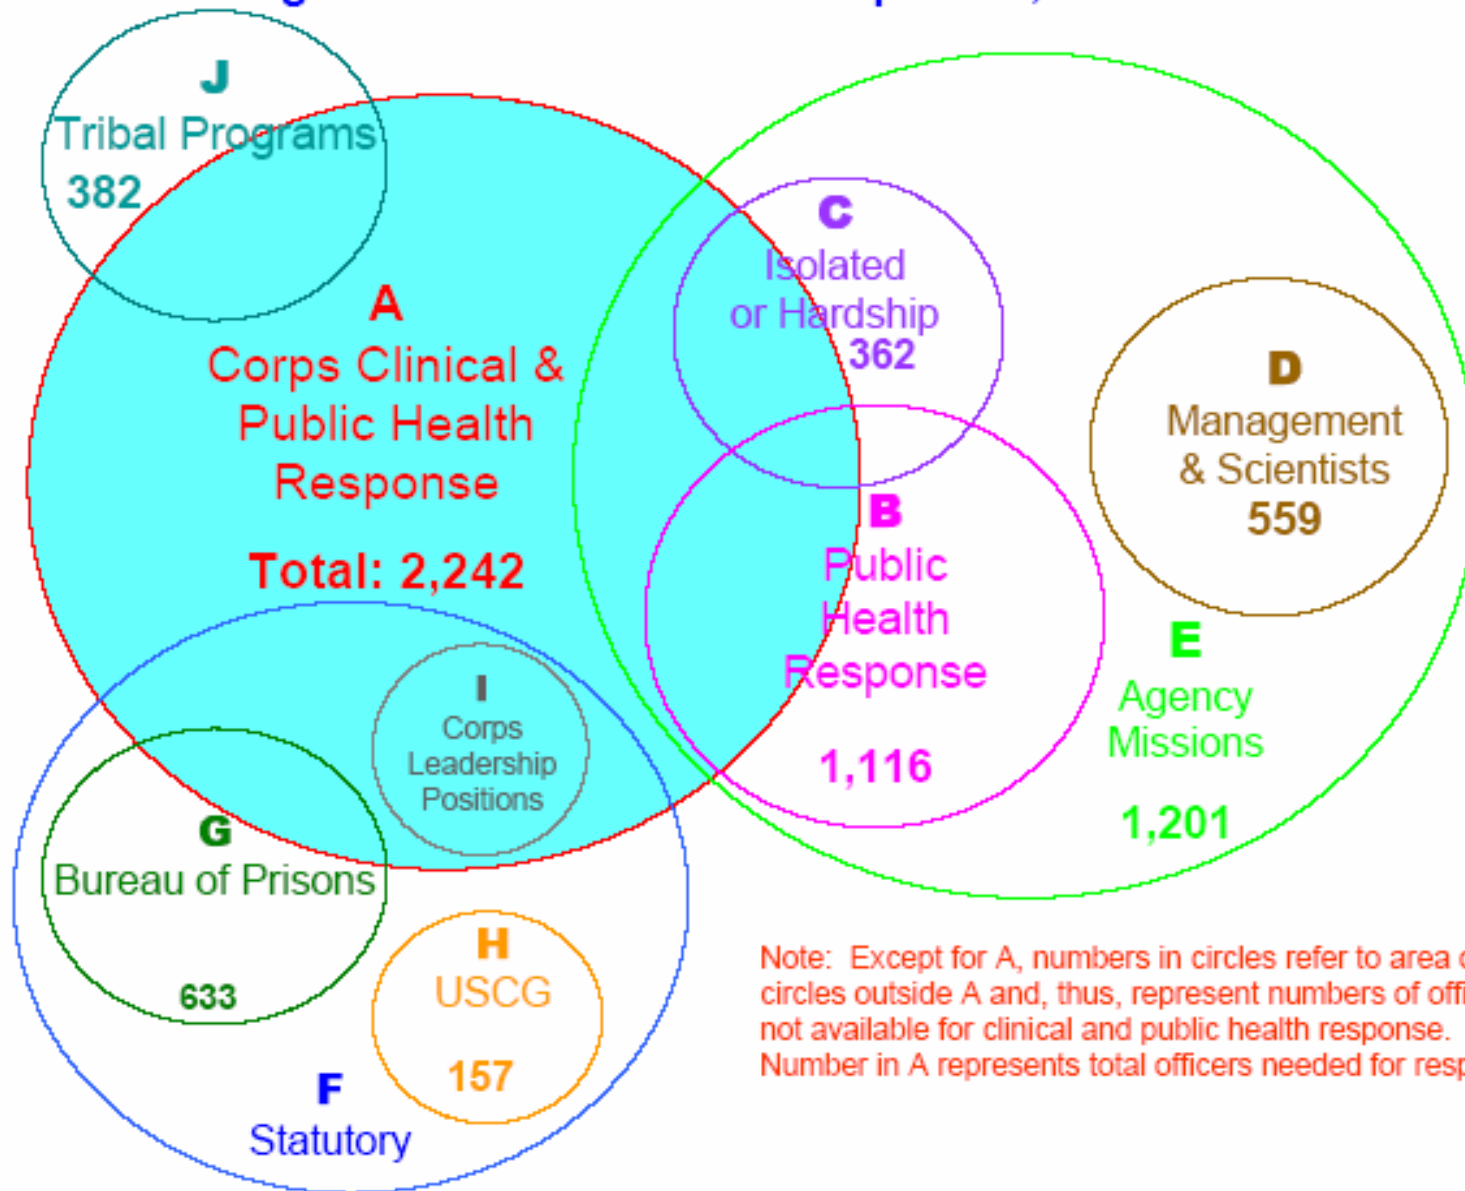 J
Tribal Programs
382
A
Corps Clinical &
Public Health
Response
Total: 2,242
C
Isolated
or Hardship
362
D
Management
& Scientists
559
B
Public
Health
Response
1,116
E
Agency
Missions
1,201
I
Corps
Leadership
Positions
G
Bureau of Prisons
633
H
USCG
157
F
Statutory
Note: Except for A, numbers in circles refer to area
circles outside A and, thus, represent numbers of
not available for clinical and public health response.
Number in A represents total officers needed for